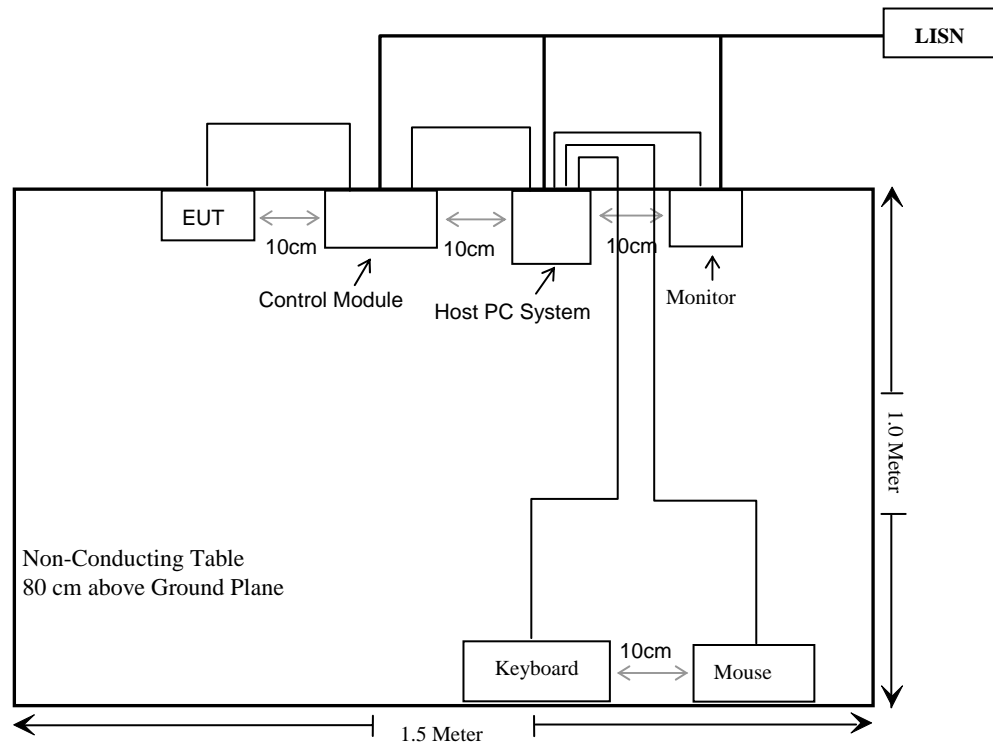 LISN
EUT
10cm
10cm
10cm
Control Module
Host PC System
Monitor
1.0 Meter
Non-Conducting Table
80 cm above Ground Plane
Keyboard
10cm
Mouse
1.5 Meter